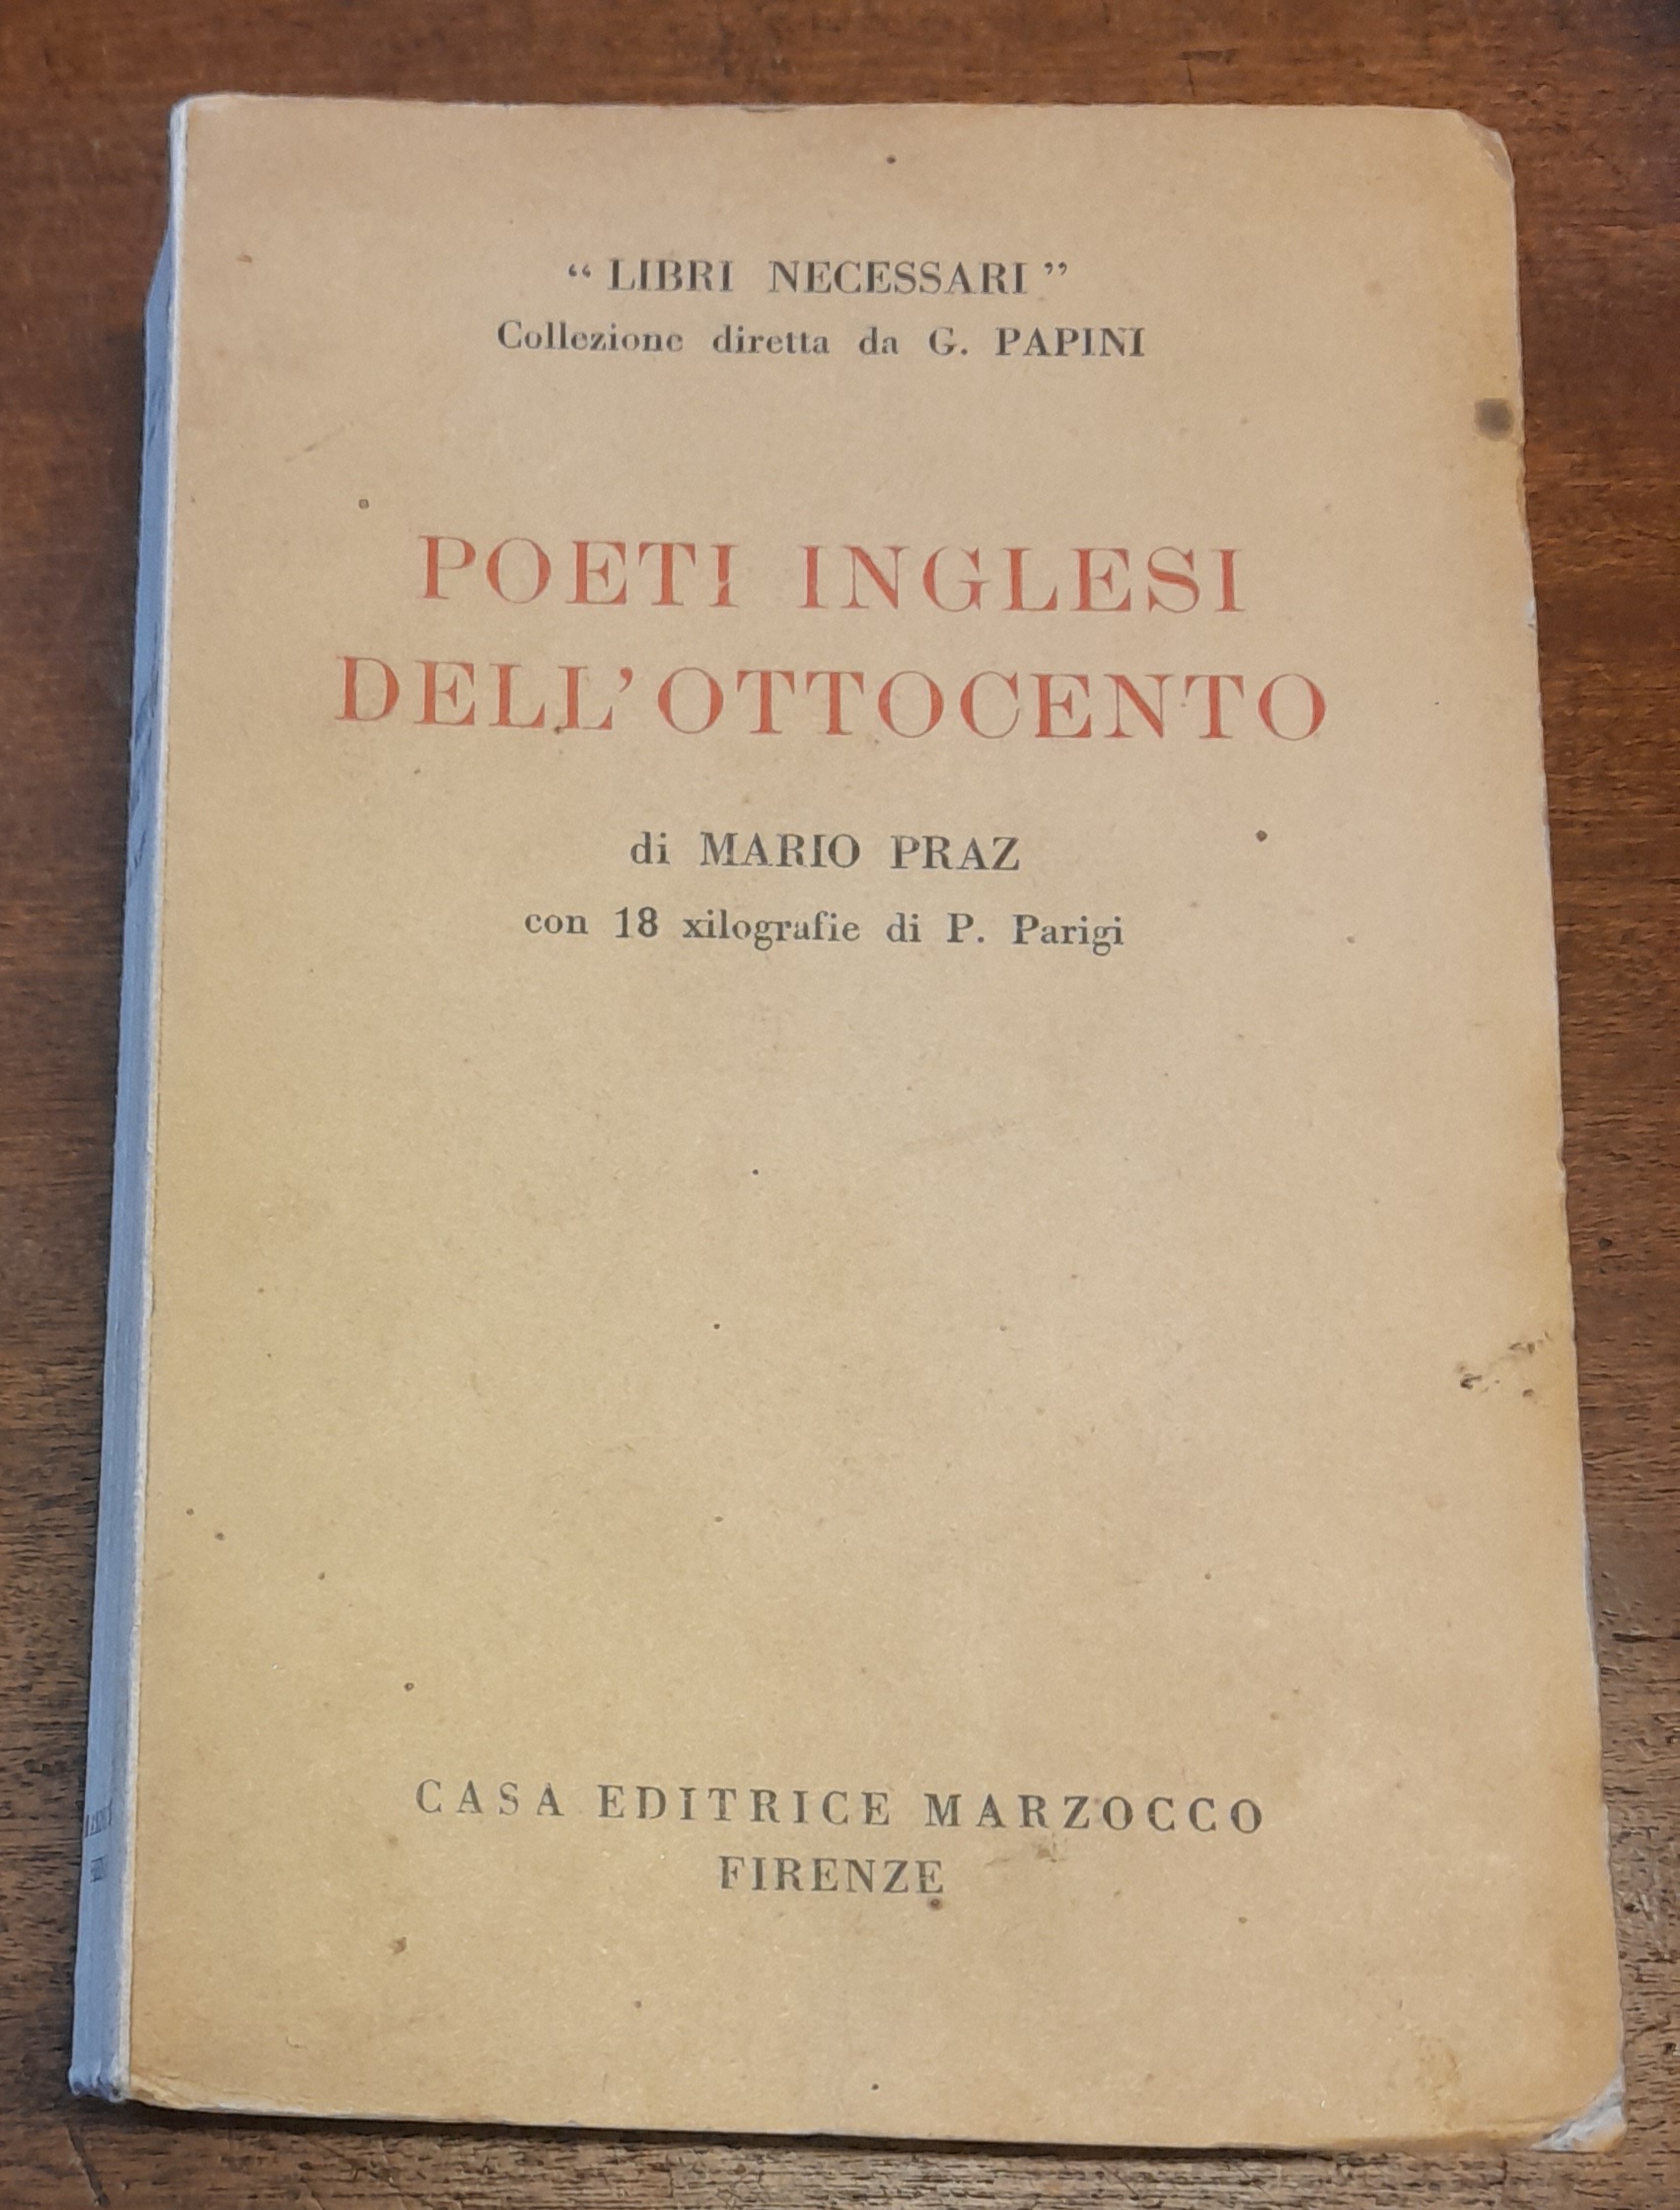 “ LIBRI NECESSARI ”
Collezione diretta da G. PAPINI
POETI INGLESI
DELL’OTTOCENTO
di MARIO PRAZ
con 18 xilografie di P. Parigi
CASA EDITRICE MARZOCCO
FIRENZE